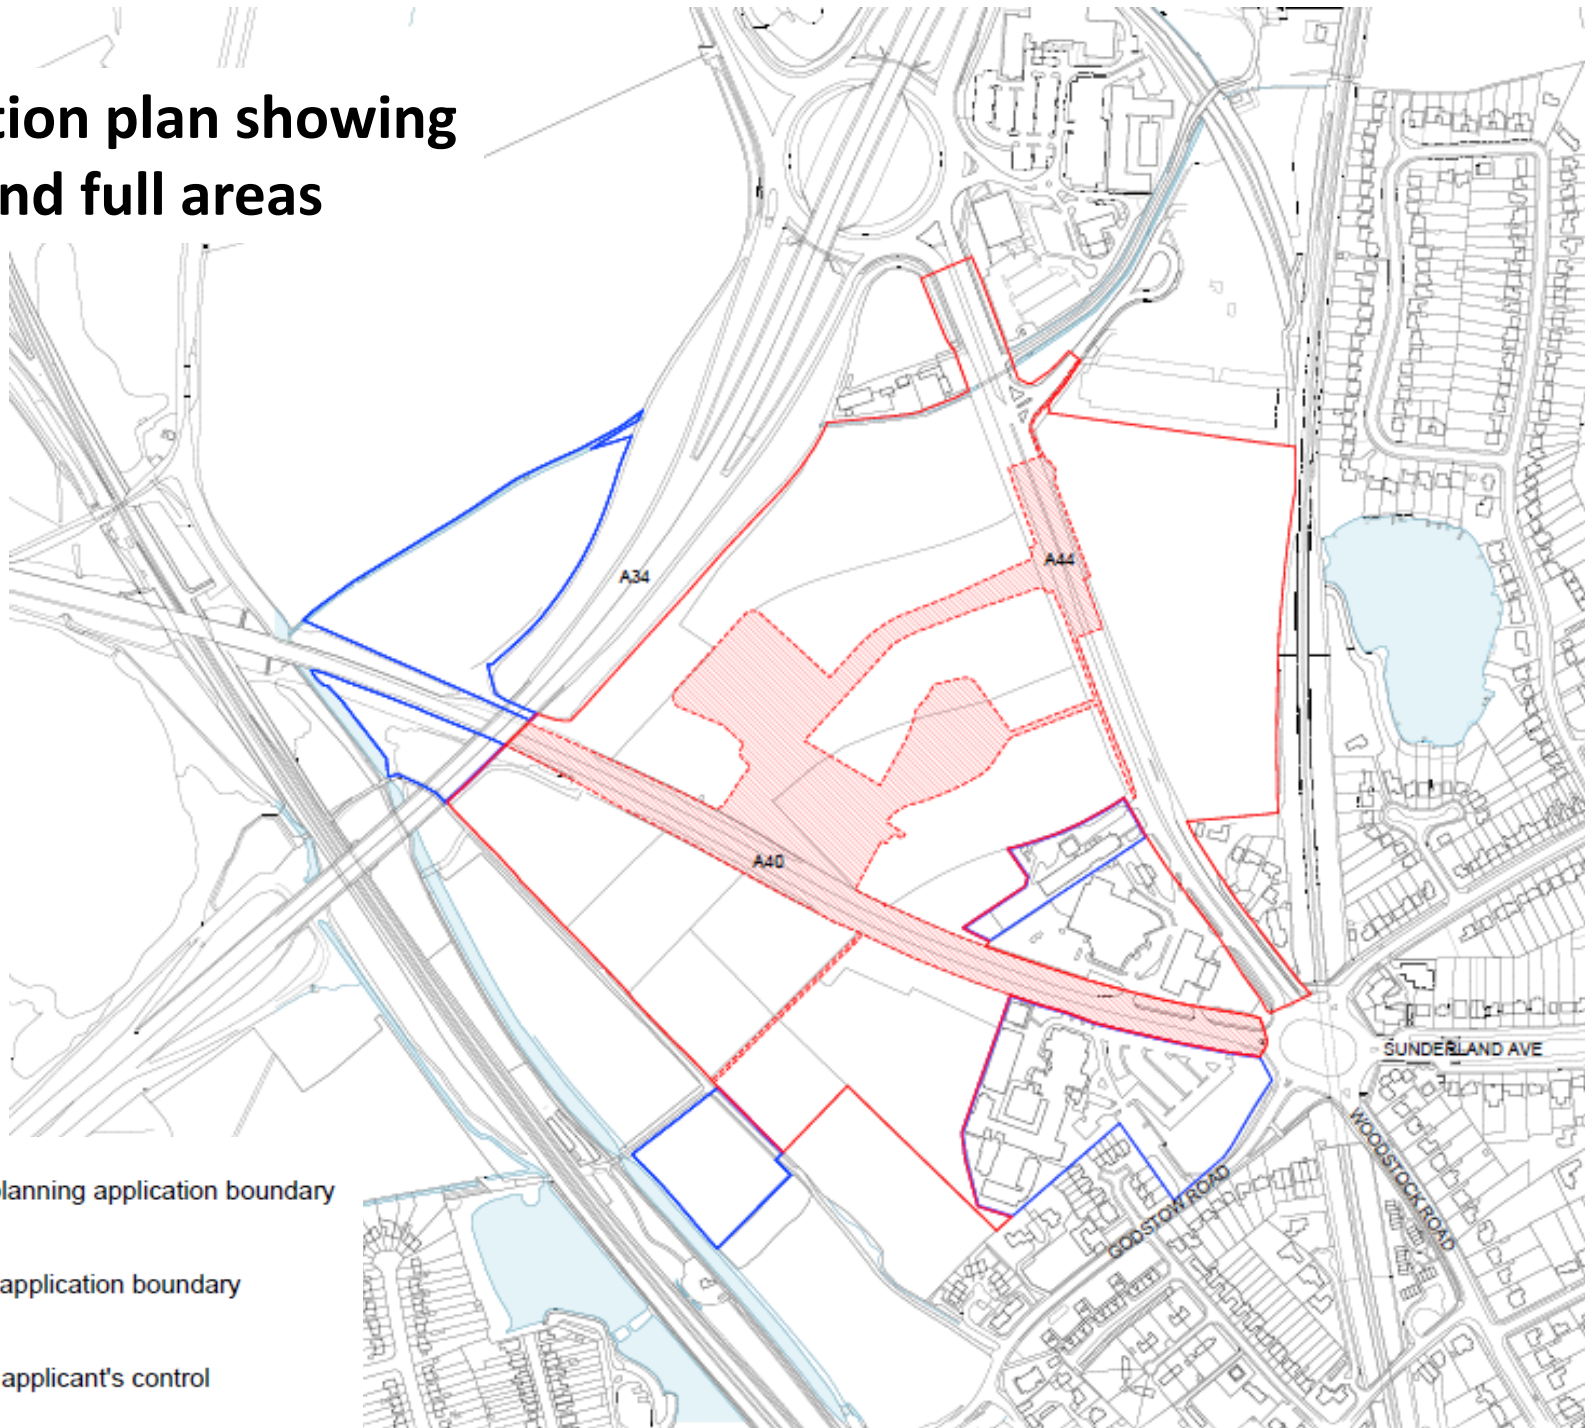 tion plan showing
nd full areas
A34
A44
A40
SUNDERLAND AVE
WOODSTOCK ROAD
GODSTOW ROAD
planning application boundary
application boundary
applicant's control